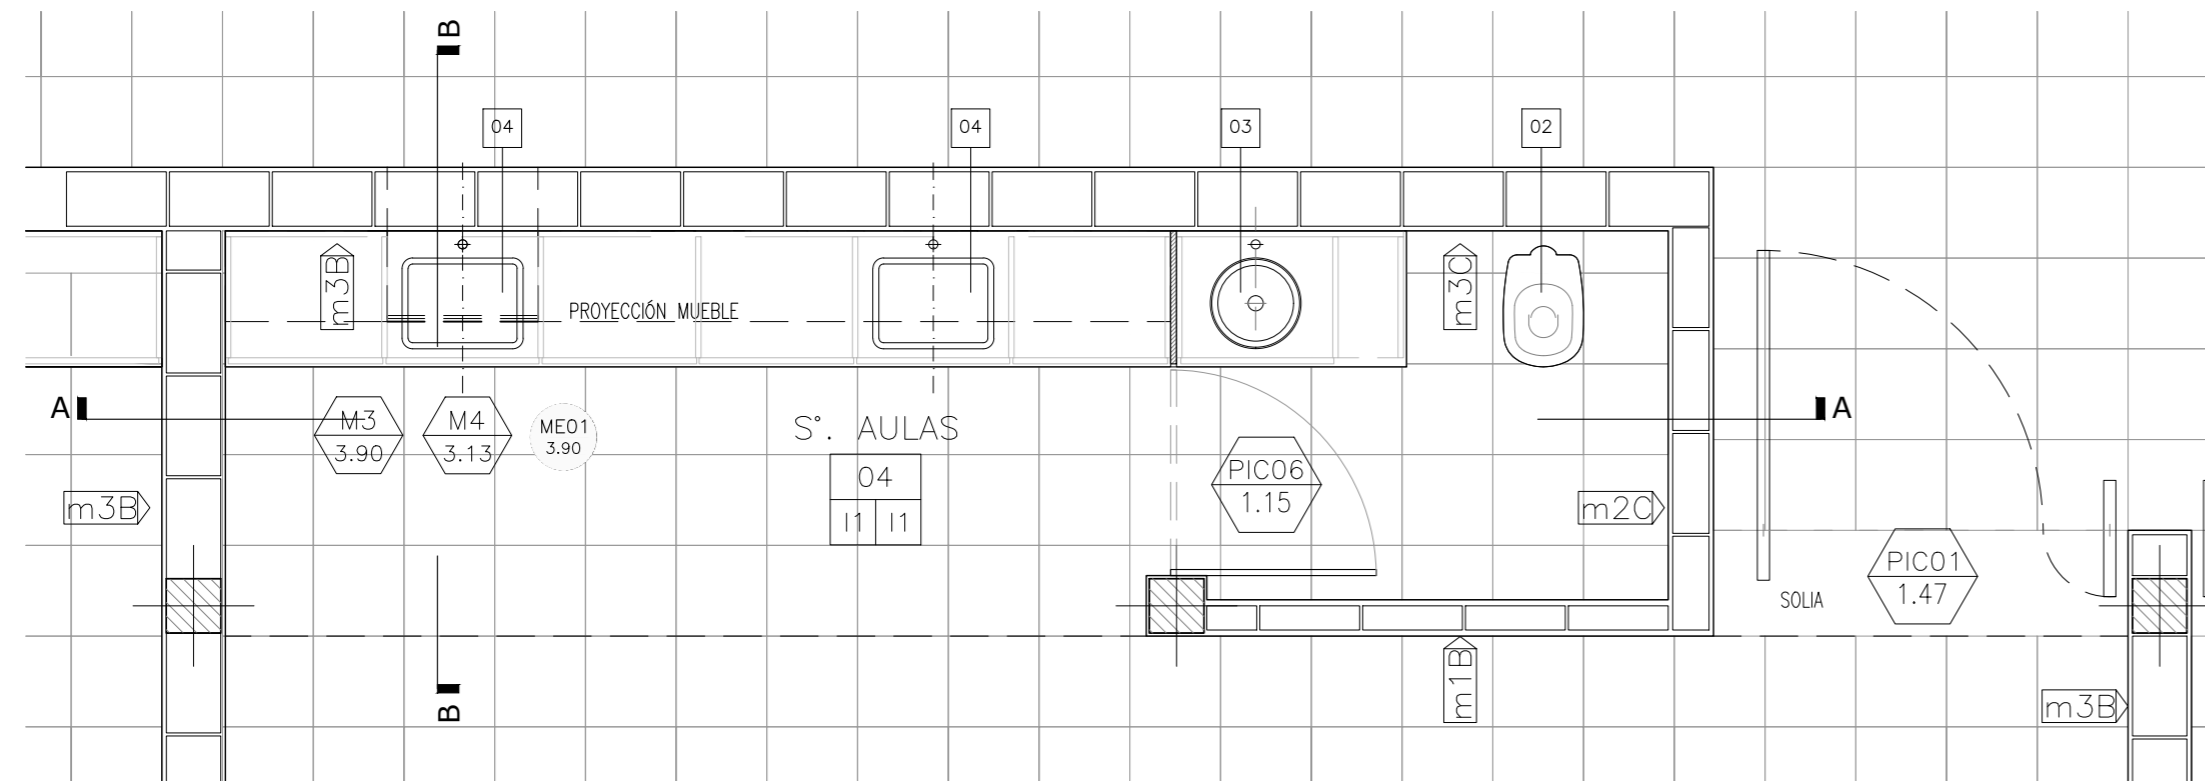 B
04
04
03
02
m3B
PROYECCIÓN MUEBLE
m3C
A
M3
3.90
M4
3.13
ME01
3.90
S°. AULAS
04
I1
I1
PIC06
1.15
A
m3B
m2C
PIC01
1.47
SOLIA
m1B
m3B
B